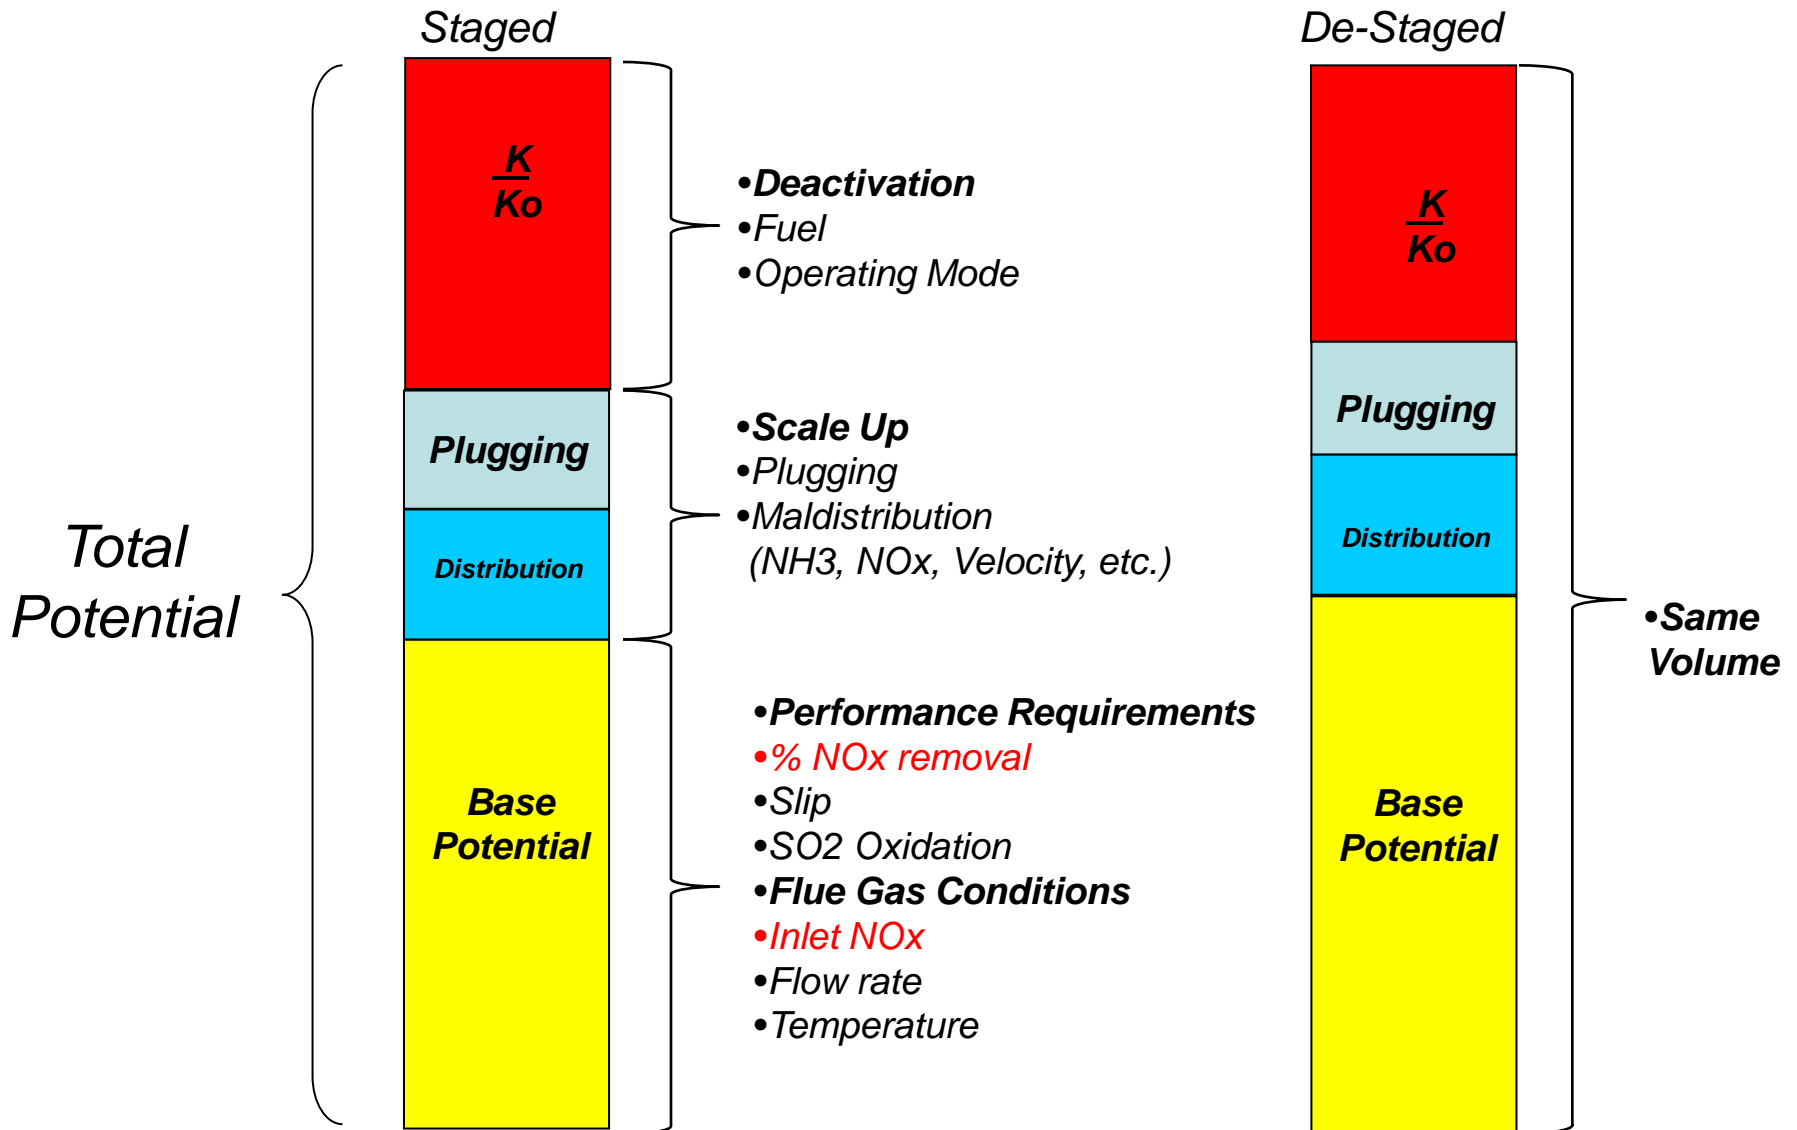 Staged
De-Staged
K
Ko
•Deactivation
•Fuel
•Operating Mode
K
Ko
Plugging
Distribution
•Scale Up
•Plugging
•Maldistribution
(NH3, NOx, Velocity, etc.)
Plugging
Distribution
Total
Potential
•Same
Volume
Base
Potential
•Performance Requirements
•% NOx removal
•Slip
•SO2 Oxidation
•Flue Gas Conditions
•Inlet NOx
•Flow rate
•Temperature
Base
Potential